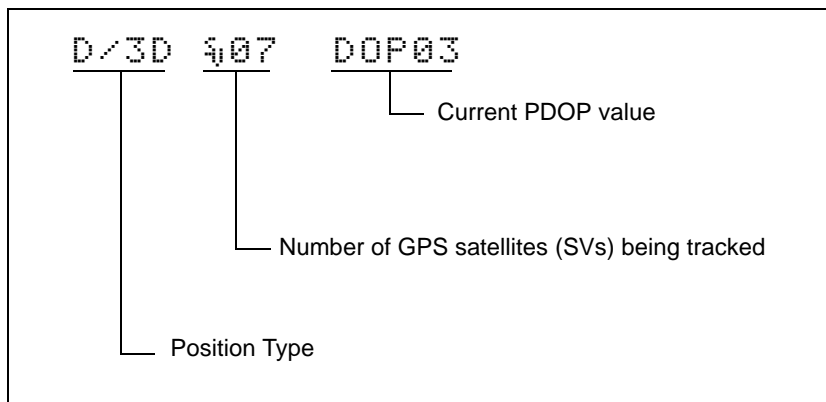 D/3D 07 DOP03
Current PDOP value
Number of GPS satellites (SVs) being tracked
Position Type